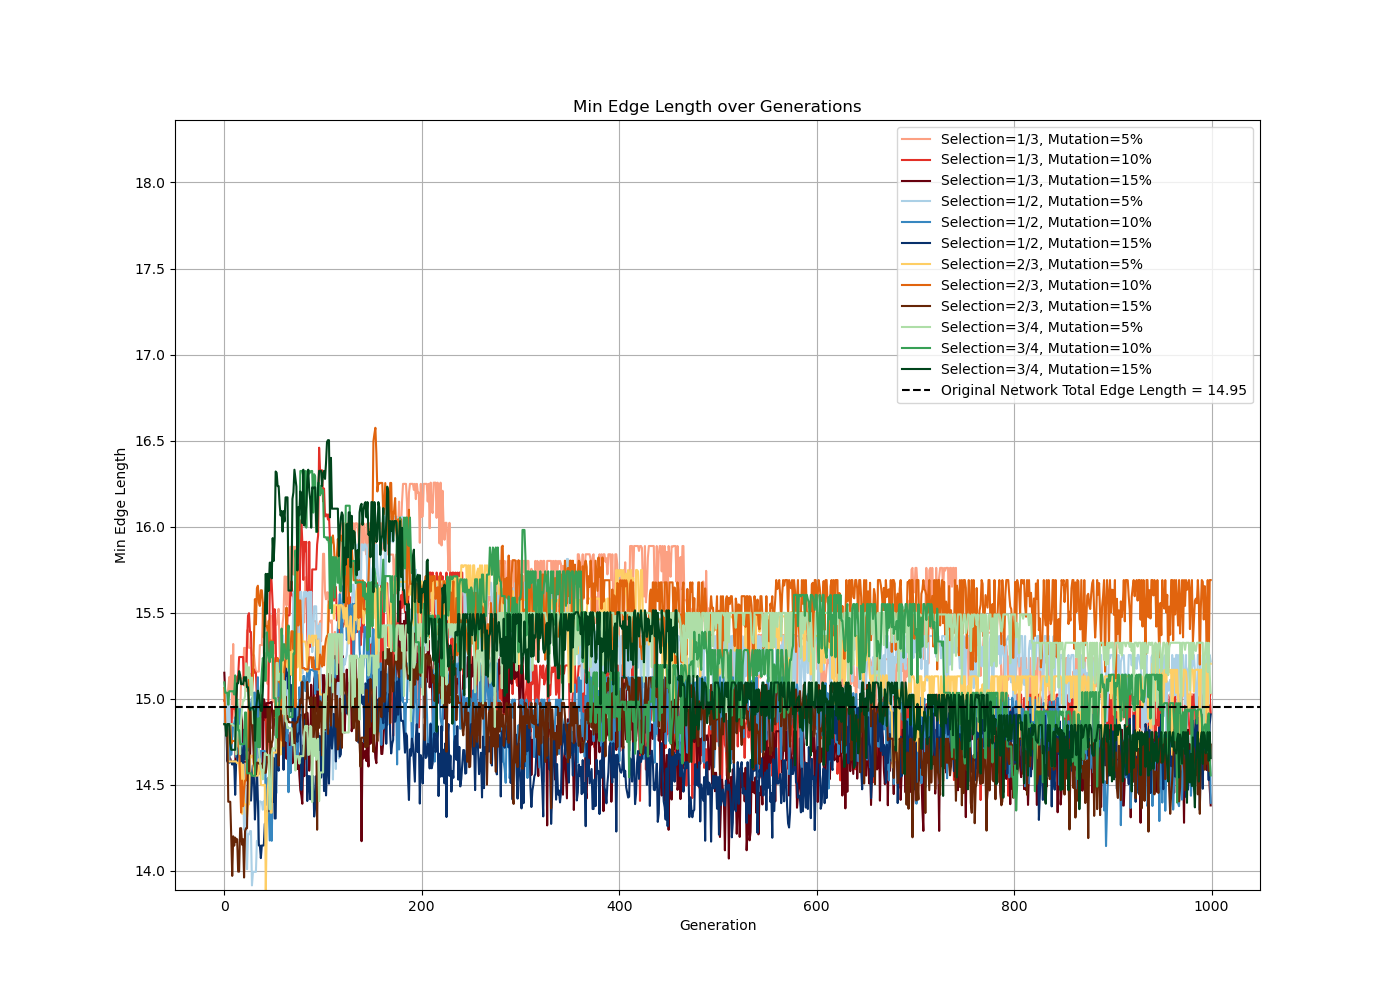 Min Edge Length over Generations
Min Edge Length
18.0
17.5
17.0
16.5
16.0
15.5
15.0
14.5
14.0
Selection=1/3, Mutation=5%
Selection=1/3, Mutation=10%
Selection=1/3, Mutation=15%
Selection=1/2, Mutation=5%
Selection=1/2, Mutation=10%
Selection=1/2, Mutation=15%
Selection=2/3, Mutation=5%
Selection=2/3, Mutation=10%
Selection=2/3, Mutation=15%
Selection=3/4, Mutation=5%
Selection=3/4, Mutation=10%
Selection=3/4, Mutation=15%
Original Network Total Edge Length = 14.95
0 200 400 600 800 1000
Generation